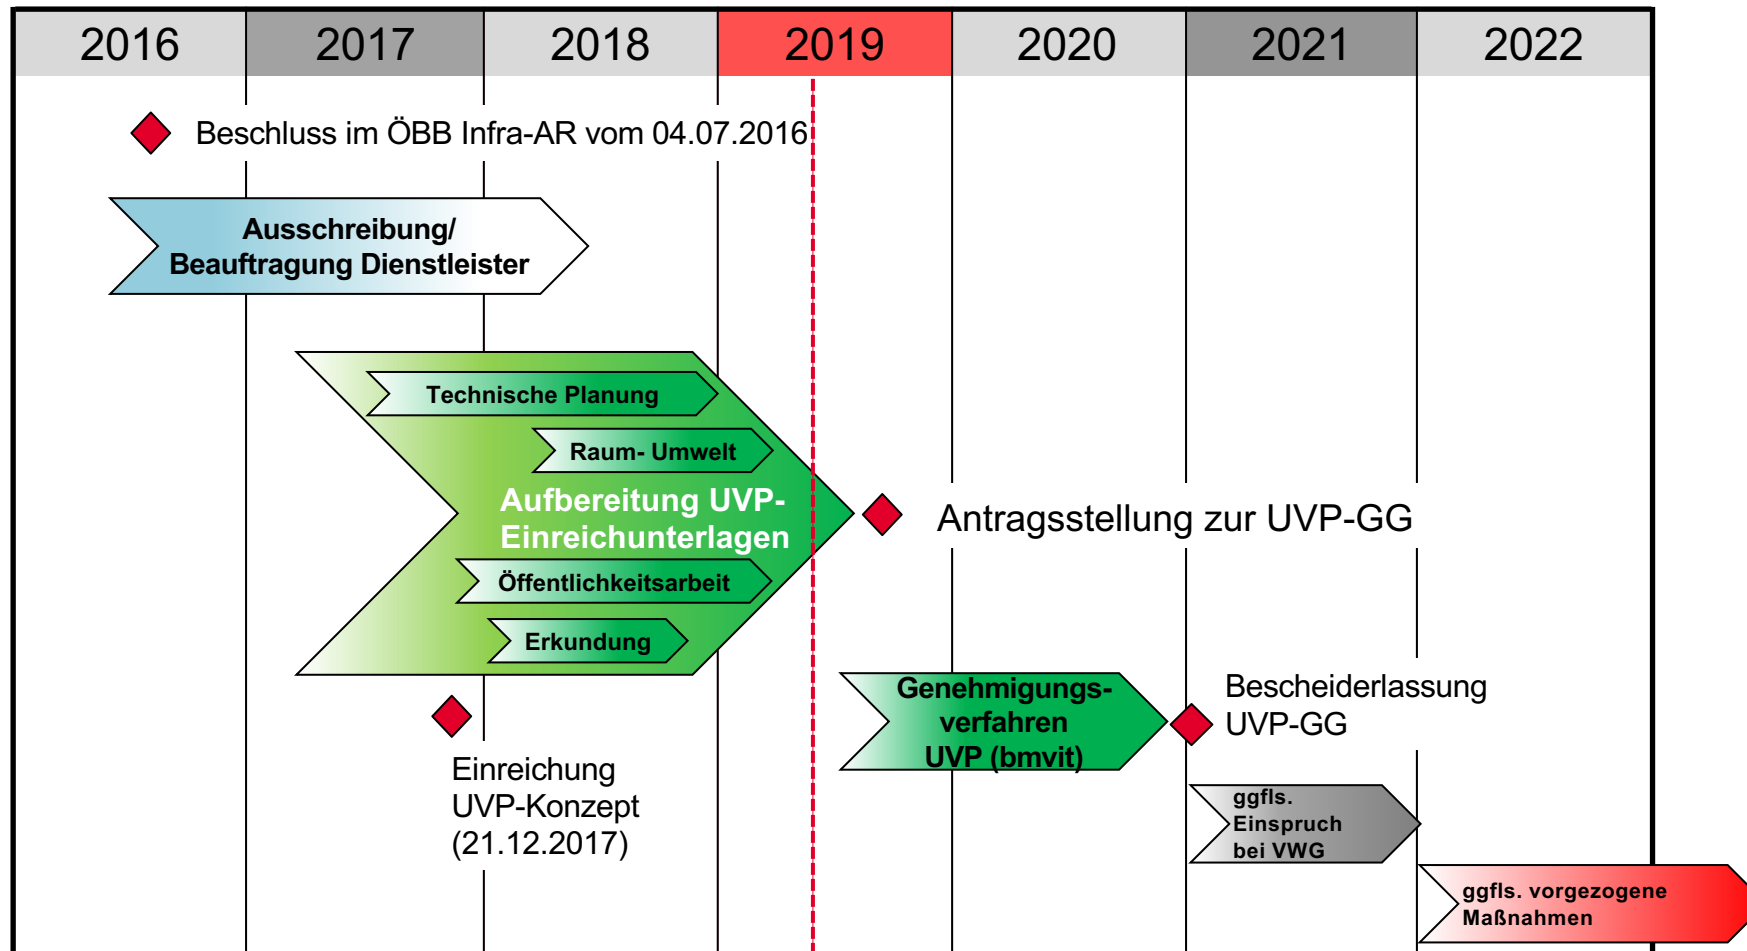 2016 2017 2018 2019 2020 2021 2022
Beschluss im ÖBB Infra-AR vom 04.07.2016
Ausschreibung/
Beauftragung Dienstleister
Technische Planung
Raum- Umwelt
Aufbereitung UVP-
Einreichunterlagen
Antragsstellung zur UVP-GG
Öffentlichkeitsarbeit
Erkundung
Einreichung
UVP-Konzept
(21.12.2017)
Genehmigungs-
verfahren
UVP (bmvit)
Bescheiderlassung
UVP-GG
ggfls.
Einspruch
bei VWG
ggfls. vorgezogene
Maßnahmen